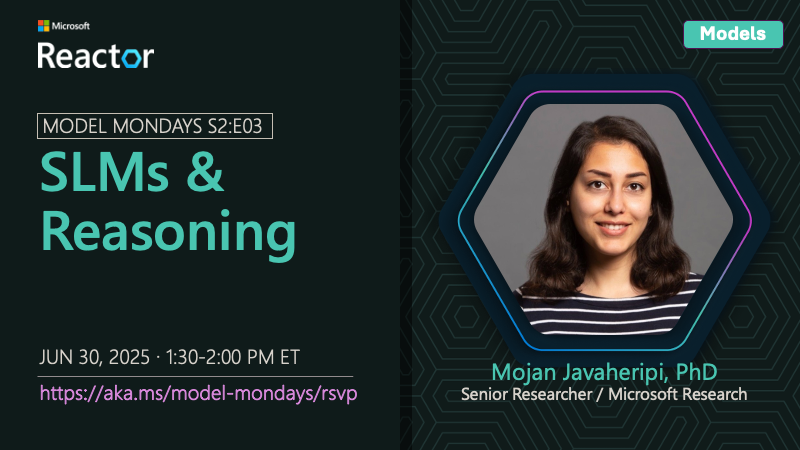 Microsoft
Reactor
Models
MODEL MONDAYS S2:E03
SLMs &
Reasoning
JUN 30, 2025 · 1:30-2:00 PM ET
https://aka.ms/model-mondays/rsvp
Mojan Javaheripi, PhD
Senior Researcher / Microsoft Research